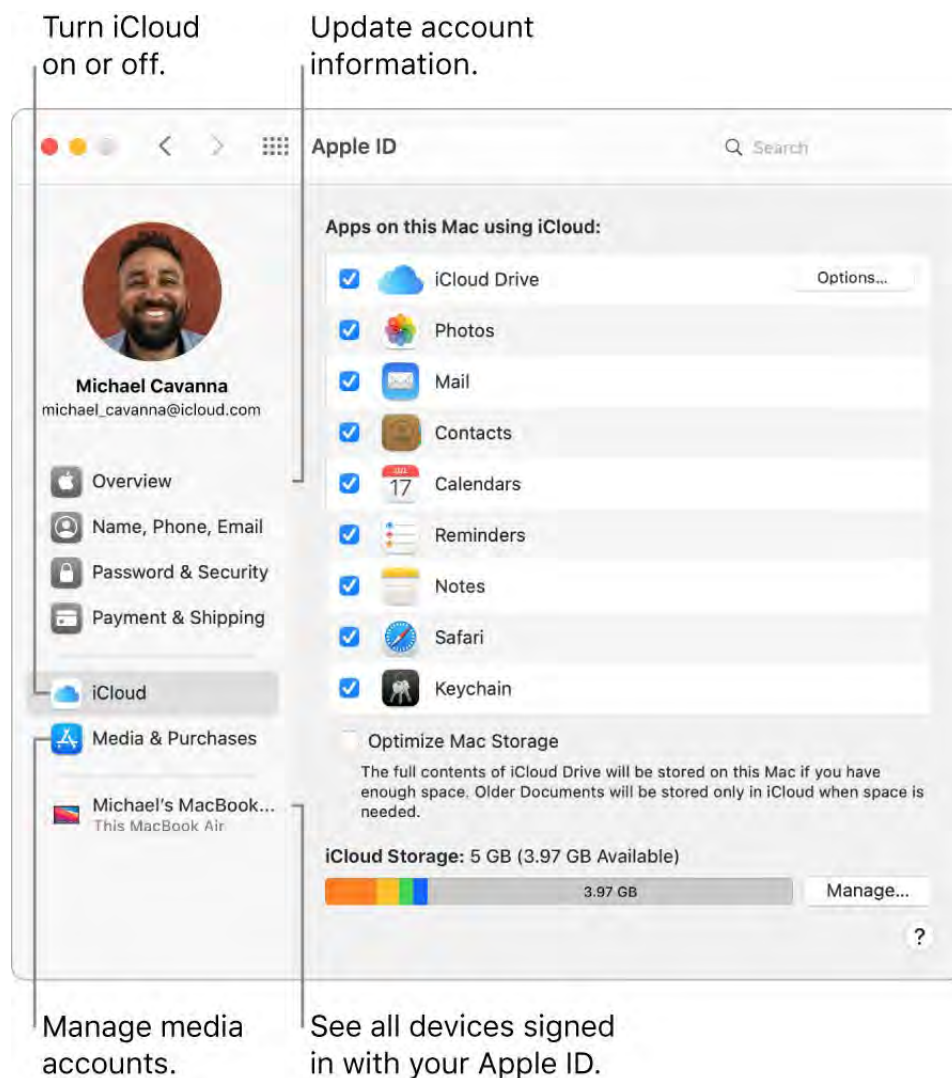 Turn iCloud
on or off.
Update account
information.
Apple ID
Search
Michael Cavanna
michael_cavanna@icloud.com
Overview
Name, Phone, Email
Password & Security
Payment & Shipping
iCloud
Media & Purchases
Michael's MacBook...
This MacBook Air
Apps on this Mac using iCloud:
iCloud Drive
Options...
Photos
Mail
Contacts
17
Calendars
Reminders
Notes
Safari
Keychain
Optimize Mac Storage
The full contents of iCloud Drive will be stored on this Mac if you have
enough space. Older Documents will be stored only in iCloud when space is
needed.
iCloud Storage: 5 GB (3.97 GB Available)
3.97 GB
Manage...
?
Manage media
accounts.
See all devices signed
in with your Apple ID.